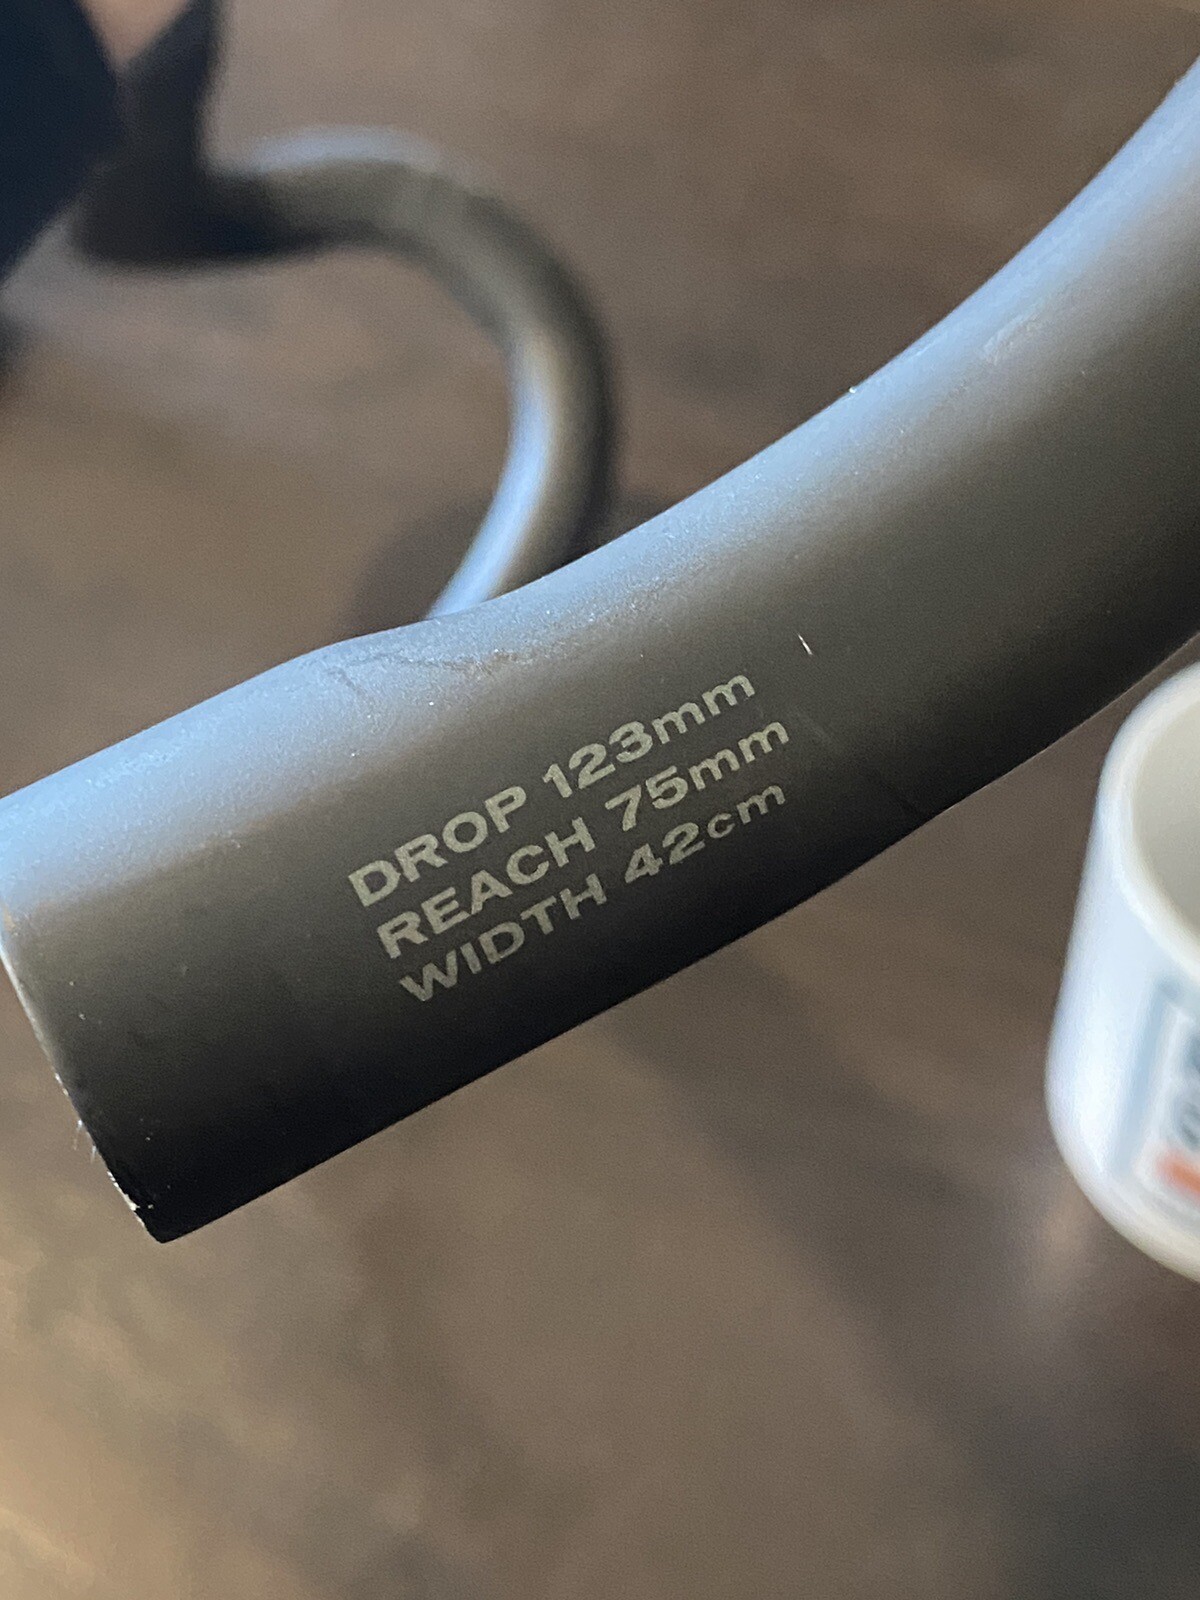 DROP 123mm
REACH 75mm
WIDTH 42cm